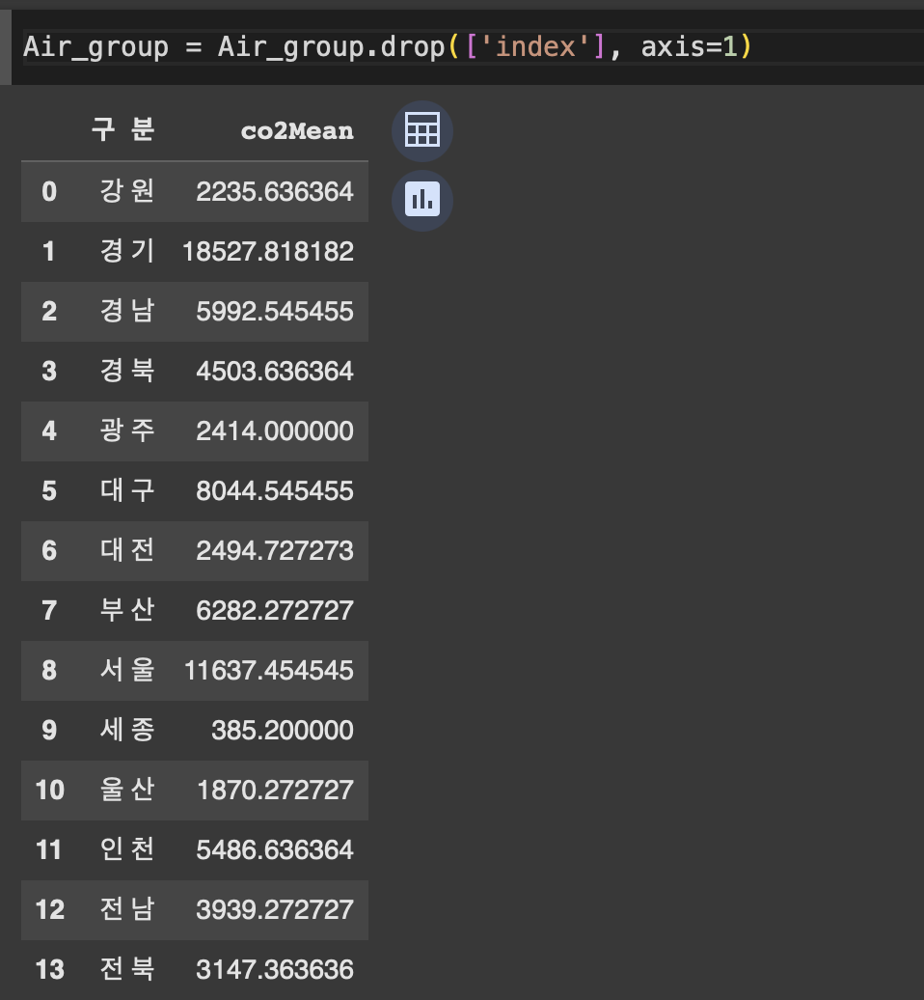 Air_group = Air_group.drop(['index'], axis=1)
구 분 co2Mean
0 강 원 2235.636364
1 경 기 18527.818182
2 경 남 5992.545455
3 경 북 4503.636364
4 광 주 2414.000000
5 대 구 8044.545455
6 대 전 2494.727273
7 부 산 6282.272727
8 서 울 11637.454545
9 세 종 385.200000
10 울 산 1870.272727
11 인 천 5486.636364
12 전 남 3939.272727
13 전 북 3147.363636